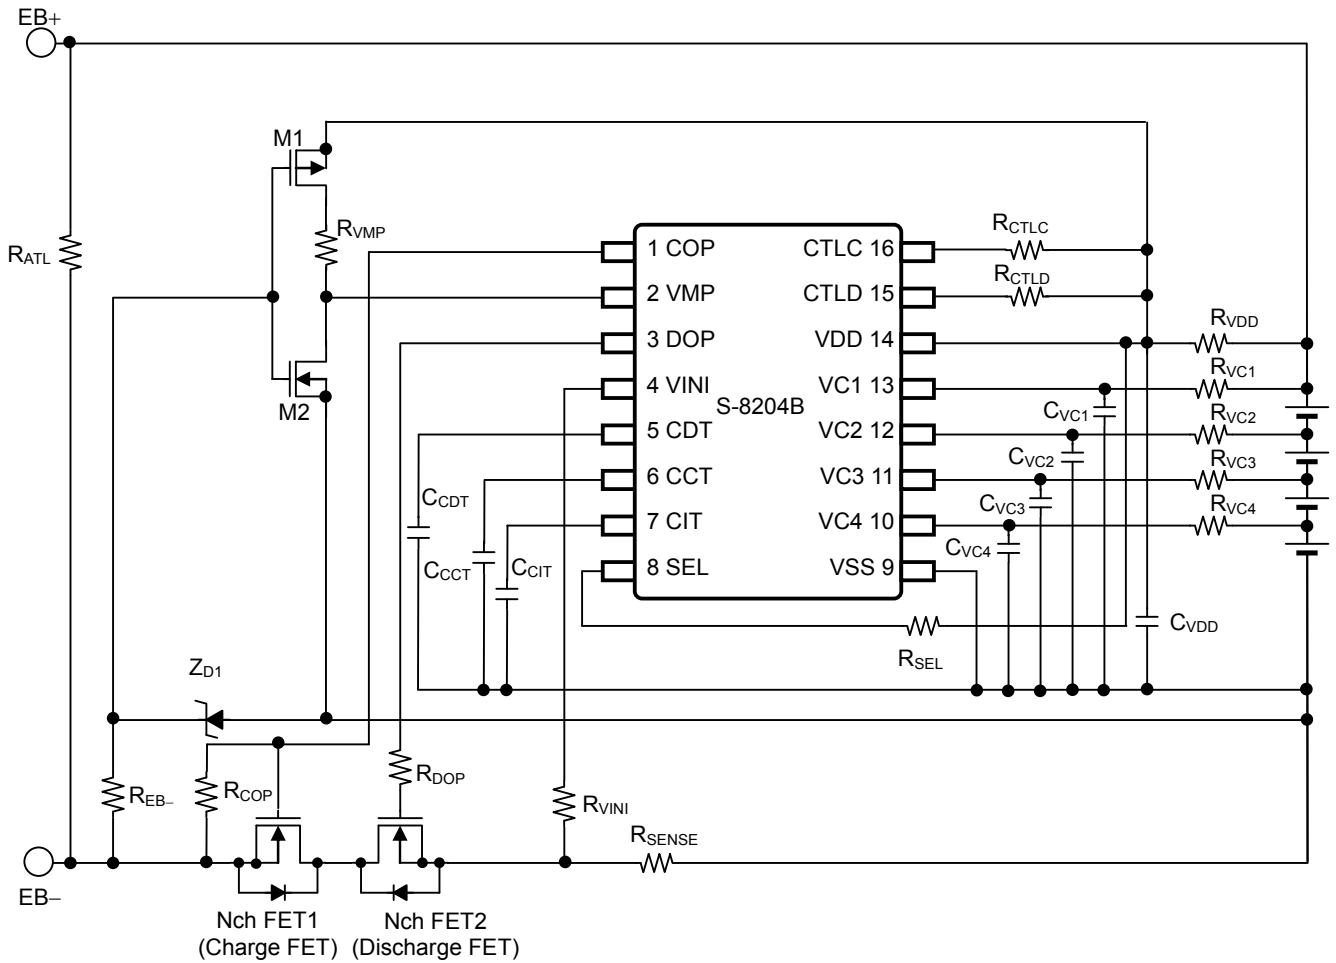 EB+
M1
RVMP
RATL
RCTLC
RCTLD
1 COP
CTLC 16
2 VMP
CTLD 15
3 DOP
VDD 14
4 VINI
VC1 13
5 CDT
VC2 12
6 CCT
VC3 11
7 CIT
VC4 10
8 SEL
VSS 9
S-8204B
RVDD
RVC1
RVC2
RVC3
RVC4
M2
CVC1
CVC2
CVC3
CVC4
CCDT
CCCT
CCIT
CVDD
RSEL
ZD1
REB−
RCOP
RDOP
RVINI
RSENSE
EB−
Nch FET1
(Charge FET)
Nch FET2
(Discharge FET)